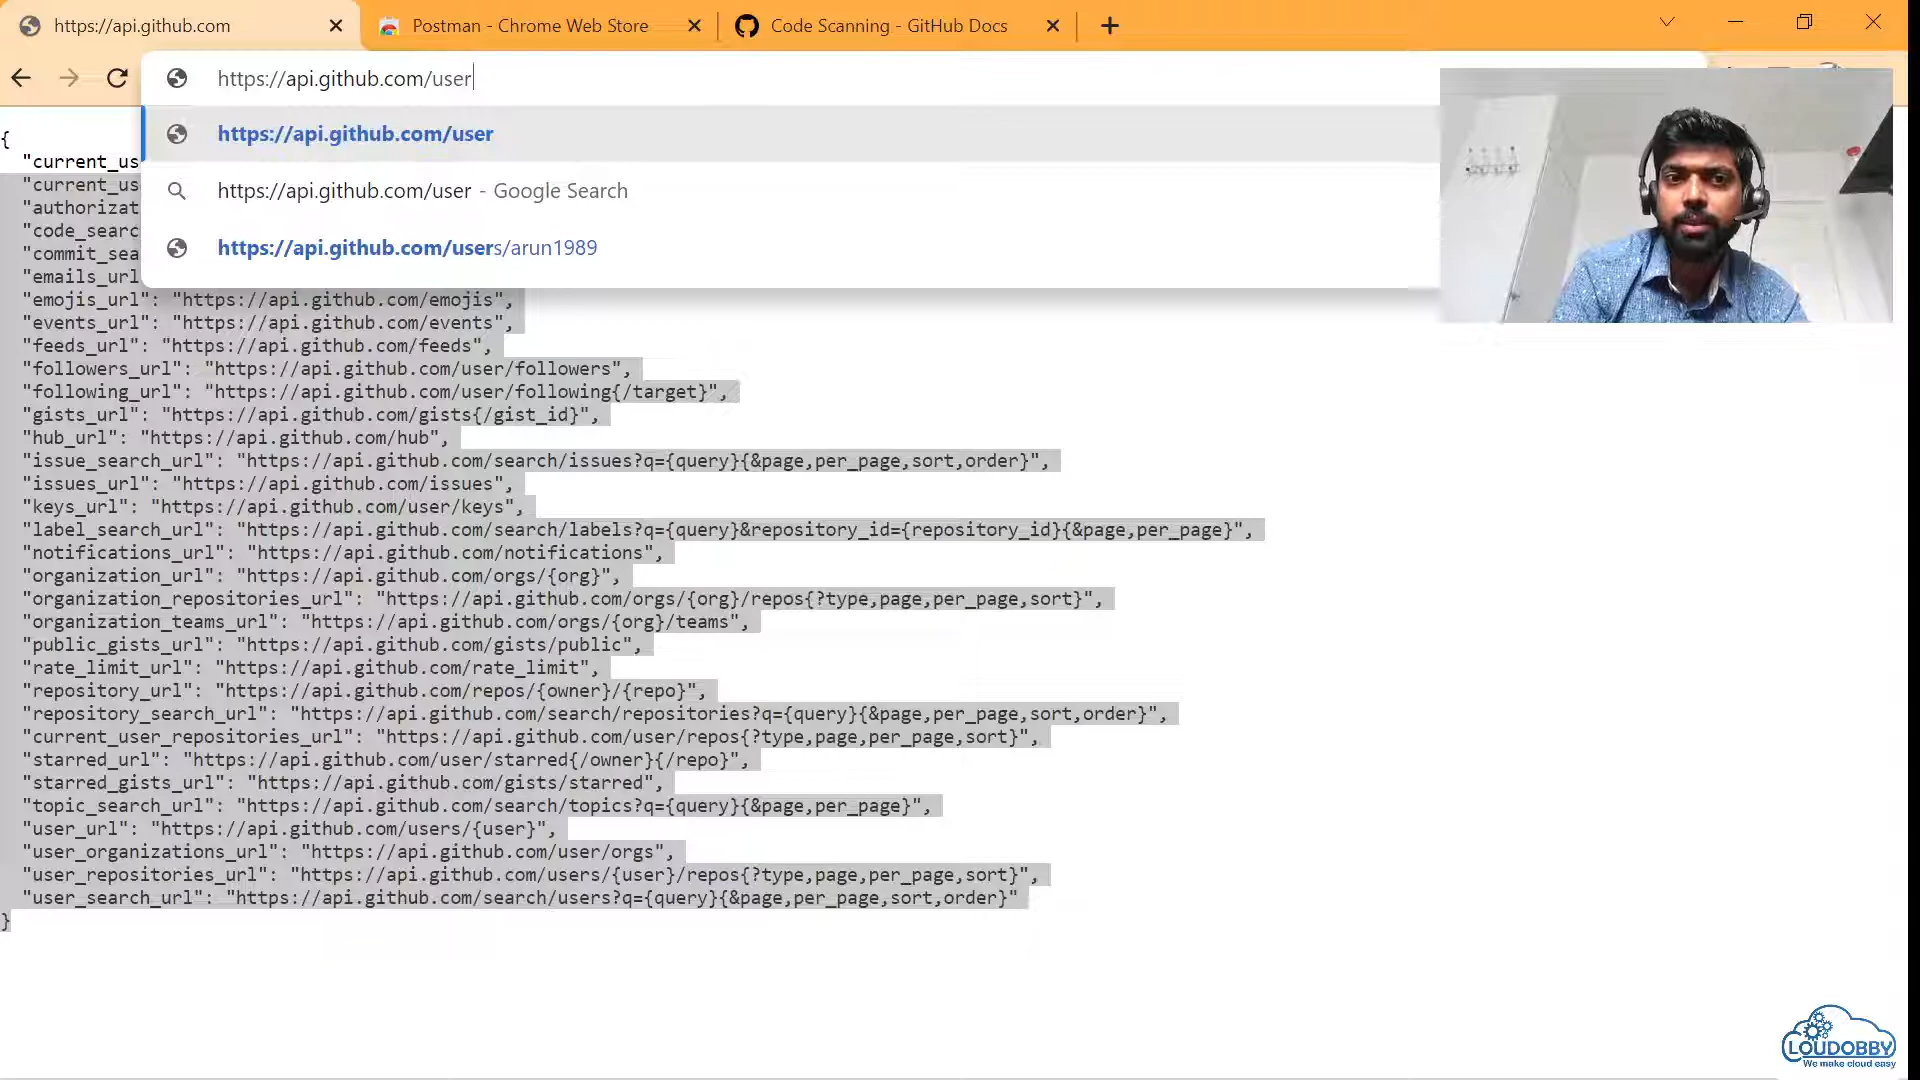 https://api.github.com
Postman - Chrome Web Store
Code Scanning - GitHub Docs
https://api.github.com/user
https://api.github.com/user
https://api.github.com/user - Google Search
https://api.github.com/users/arun1989
{
"current_us
"current_us
"authorizat
"code_searc
"commit_sea
"emails_url
"emojis_url": "https://api.github.com/emojis",
"events_url": "https://api.github.com/events",
"feeds_url": "https://api.github.com/feeds",
"followers_url": "https://api.github.com/user/followers",
"following_url": "https://api.github.com/user/following{/target}",
"gists_url": "https://api.github.com/gists{/gist_id}",
"hub_url": "https://api.github.com/hub",
"issue_search_url": "https://api.github.com/search/issues?q={query}{&page,per_page,sort,order}",
"issues_url": "https://api.github.com/issues",
"keys_url": "https://api.github.com/user/keys",
"label_search_url": "https://api.github.com/search/labels?q={query}&repository_id={repository_id}{&page,per_page}",
"notifications_url": "https://api.github.com/notifications",
"organization_url": "https://api.github.com/orgs/{org}",
"organization_repositories_url": "https://api.github.com/orgs/{org}/repos{?type,page,per_page,sort}",
"organization_teams_url": "https://api.github.com/orgs/{org}/teams",
"public_gists_url": "https://api.github.com/gists/public",
"rate_limit_url": "https://api.github.com/rate_limit",
"repository_url": "https://api.github.com/repos/{owner}/{repo}",
"repository_search_url": "https://api.github.com/search/repositories?q={query}{&page,per_page,sort,order}",
"current_user_repositories_url": "https://api.github.com/user/repos{?type,page,per_page,sort}",
"starred_url": "https://api.github.com/user/starred{/owner}{/repo}",
"starred_gists_url": "https://api.github.com/gists/starred",
"topic_search_url": "https://api.github.com/search/topics?q={query}{&page,per_page}",
"user_url": "https://api.github.com/users/{user}",
"user_organizations_url": "https://api.github.com/user/orgs",
"user_repositories_url": "https://api.github.com/users/{user}/repos{?type,page,per_page,sort}",
"user_search_url": "https://api.github.com/search/users?q={query}{&page,per_page,sort,order}"
}
LOUDOBBY
We make cloud easy